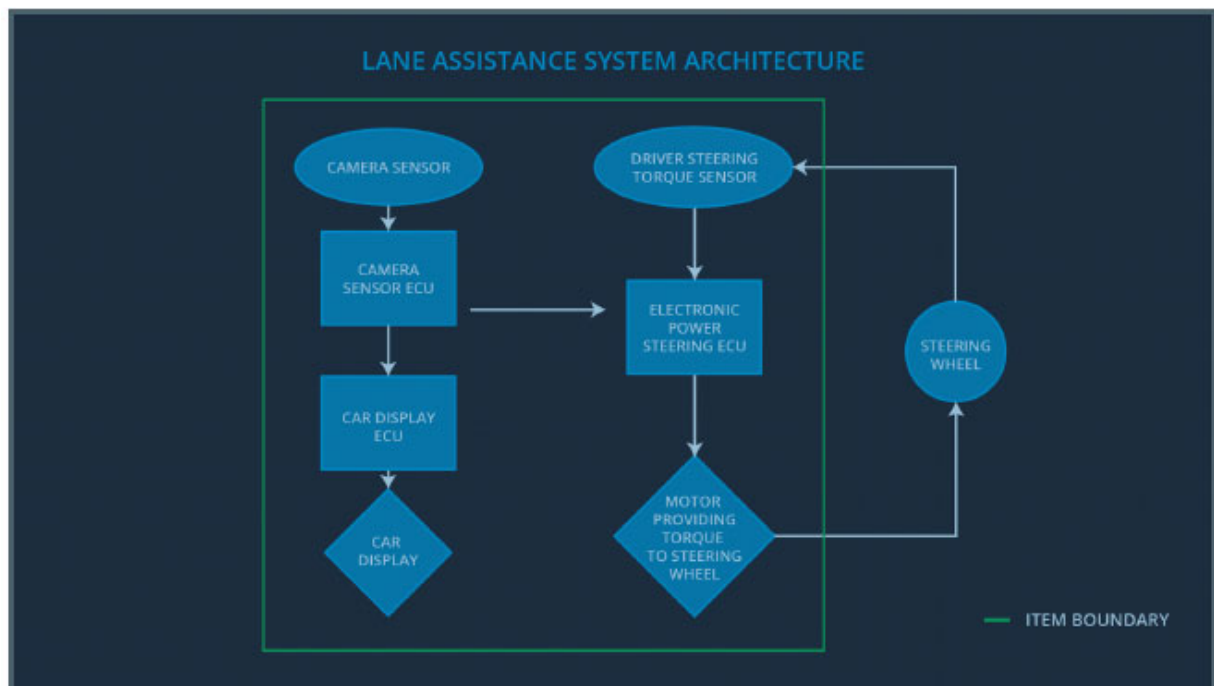 LANE ASSISTANCE SYSTEM ARCHITECTURE
CAMERA SENSOR
DRIVER STEERING
TORQUE SENSOR
CAMERA
SENSOR ECU
ELECTRONIC
POWER
STEERING ECU
STEERING
WHEEL
CAR DISPLAY
ECU
MOTOR
PROVIDING
TORQUE
TO STEERING
WHEEL
CAR
DISPLAY
ITEM BOUNDARY